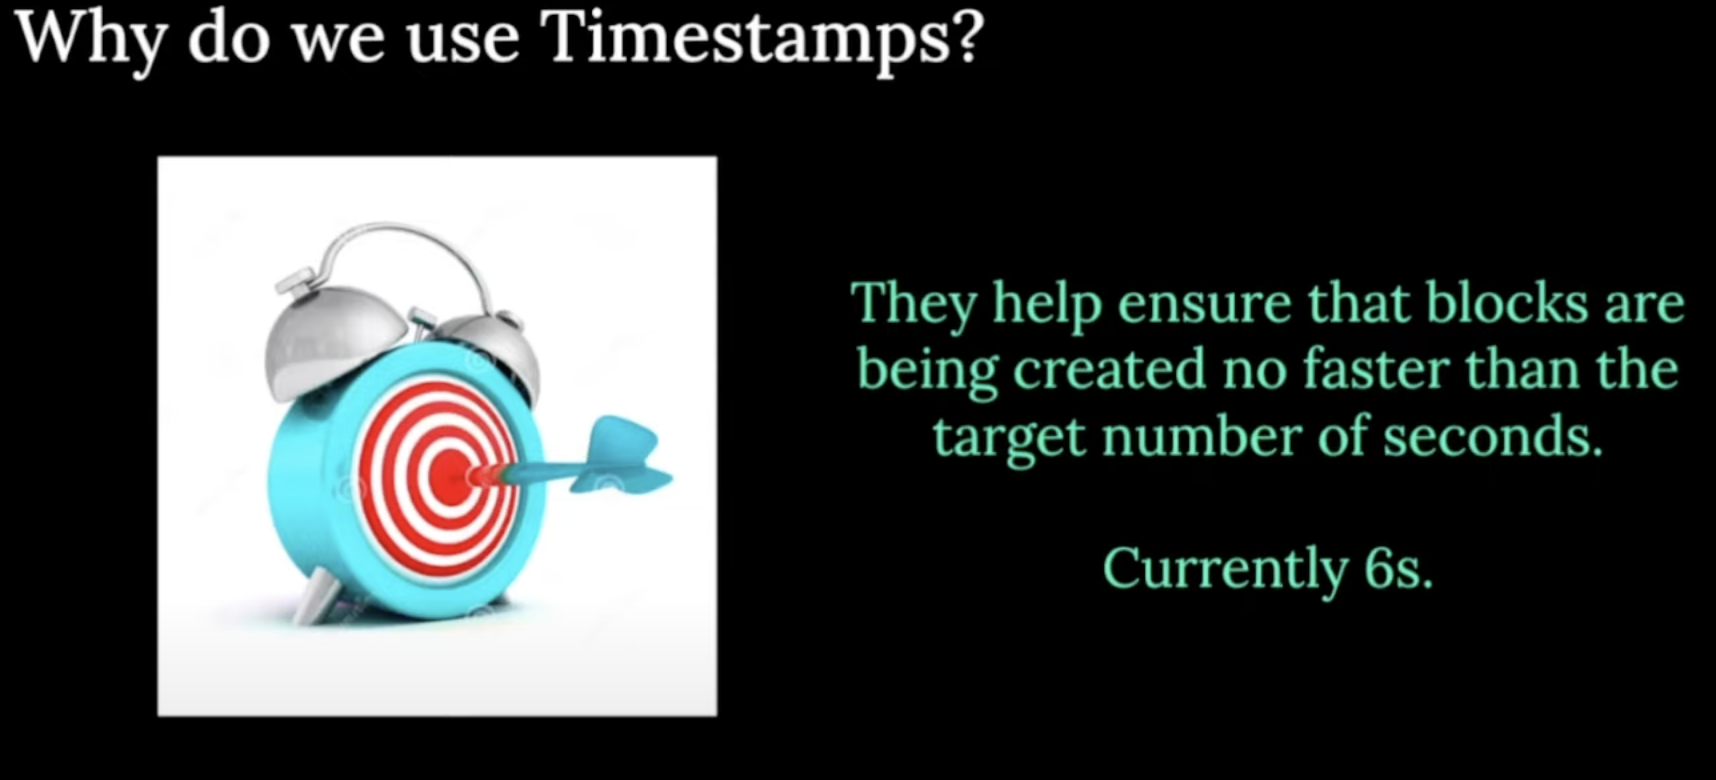 Why do we use Timestamps?
They help ensure that blocks are
being created no faster than the
target number of seconds.
Currently 6s.